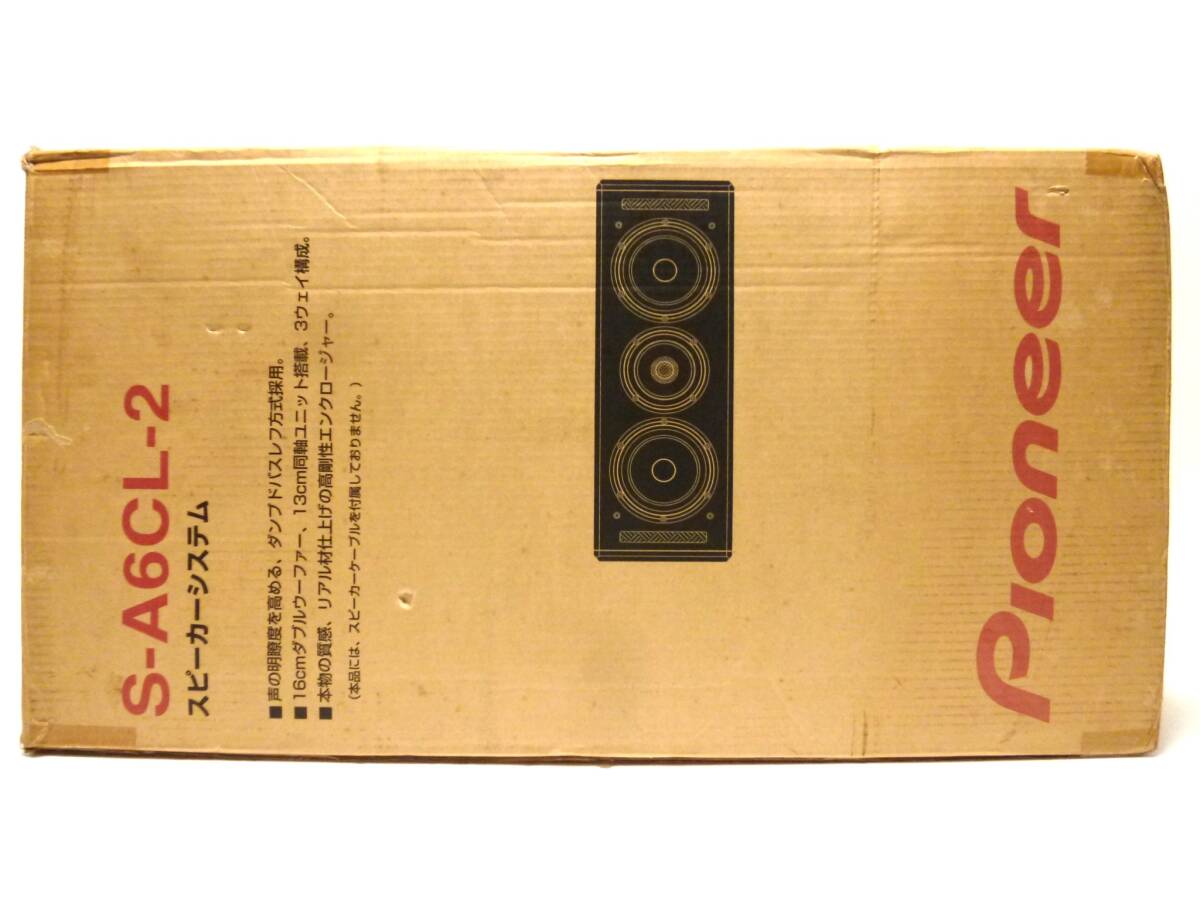 S-A6CL-2
スピーカーシステム
■声の明瞭度を高める、ダンプドバスレフ方式採用。
■16cmダブルウーファー、13cm同軸ユニット搭載、3ウェイ構成。
■本物の質感、リアル材仕上げの高剛性エンクロージャー。
（本品には、スピーカーケーブルを付属しておりません。）
Pioneer